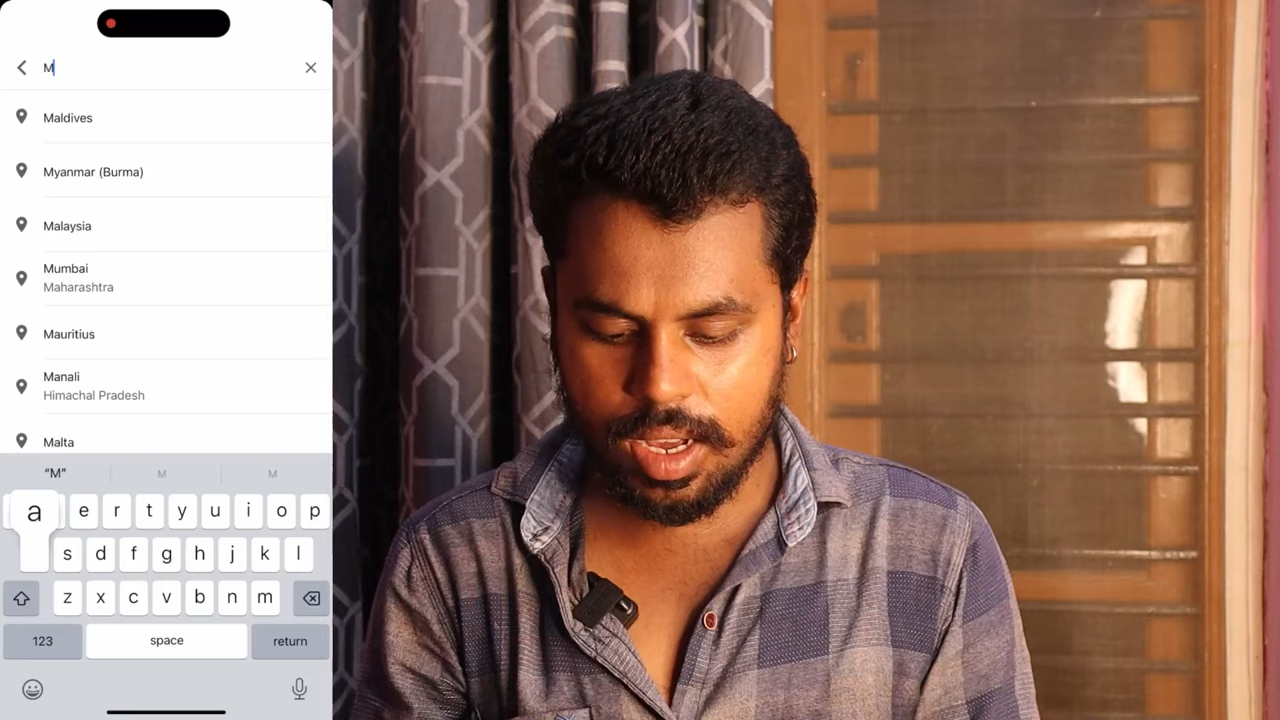 M
Maldives
Myanmar (Burma)
Malaysia
Mumbai
Maharashtra
Mauritius
Manali
Himachal Pradesh
Malta
“M” M M
a e r t y u i o p
s d f g h j k l
z x c v b n m
123 space return